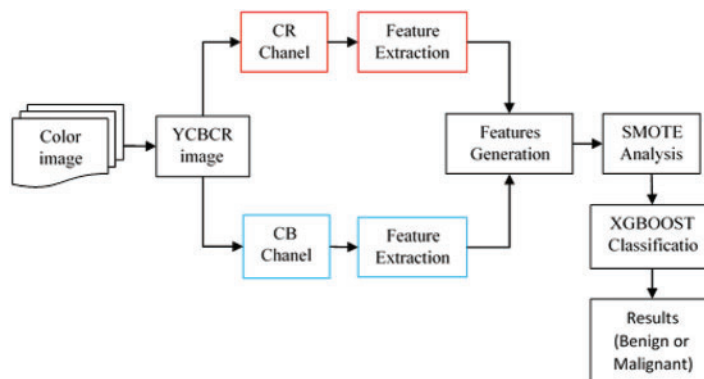 Color
image
YCBCR
image
CR
Chanel
Feature
Extraction
CB
Chanel
Feature
Extraction
Features
Generation
SMOTE
Analysis
XGBOOST
Classificatio
Results
(Benign or
Malignant)